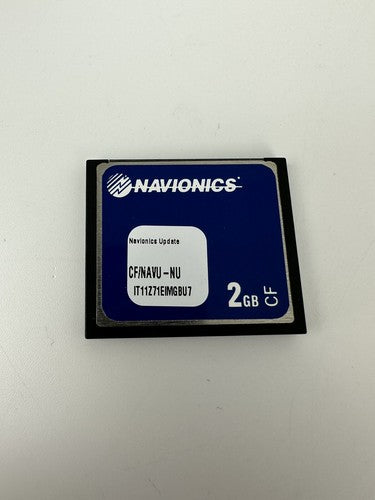 NAVIONICS
Navionics Update
CF/NAVU-NU
IT11Z71EIMGBU7
2GB CF